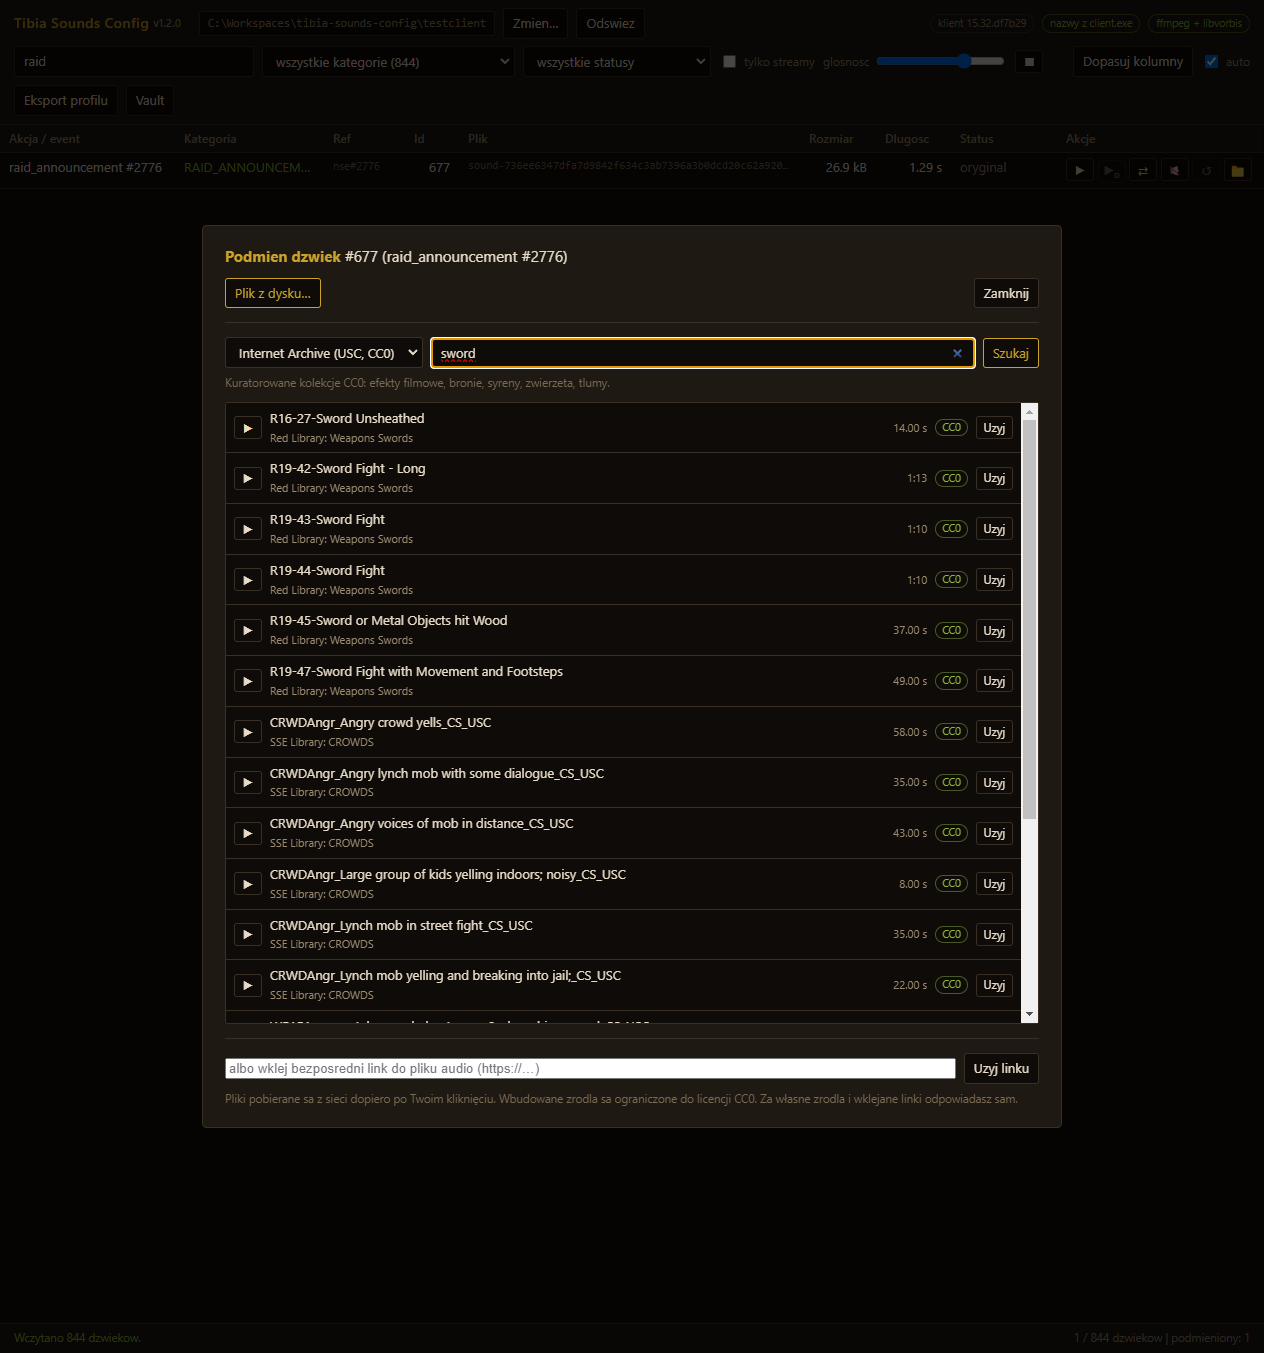 Tibia Sounds Config v1.2.0 C:\Workspaces\tibia-sounds-config\testclient Zmien... Odswiez klient 15.32.df7b29 nazwy z client.exe ffmpeg + libvorbis
raid wszystkie kategorie (844) wszystkie statusy tylko streamy glosnosc Dopasuj kolumny auto
Eksport profilu Vault
Akcja / event Kategoria Ref Id Plik Rozmiar Dlugosc Status Akcje
raid_announcement #2776 RAID_ANNOUNCEM... nse#2776 677 sound-736ee6347dfa7d9842f634c3ab7396a3b0dcd20c62a920… 26.9 kB 1.29 s oryginal
Podmien dzwiek #677 (raid_announcement #2776)
Plik z dysku... Zamknij
Internet Archive (USC, CC0) sword Szukaj
Kuratorowane kolekcje CC0: efekty filmowe, bronie, syreny, zwierzeta, tlumy.
R16-27-Sword Unsheathed
Red Library: Weapons Swords
14.00 s CC0 Uzyj
R19-42-Sword Fight - Long
Red Library: Weapons Swords
1:13 CC0 Uzyj
R19-43-Sword Fight
Red Library: Weapons Swords
1:10 CC0 Uzyj
R19-44-Sword Fight
Red Library: Weapons Swords
1:10 CC0 Uzyj
R19-45-Sword or Metal Objects hit Wood
Red Library: Weapons Swords
37.00 s CC0 Uzyj
R19-47-Sword Fight with Movement and Footsteps
Red Library: Weapons Swords
49.00 s CC0 Uzyj
CRWDAngr_Angry crowd yells_CS_USC
SSE Library: CROWDS
58.00 s CC0 Uzyj
CRWDAngr_Angry lynch mob with some dialogue_CS_USC
SSE Library: CROWDS
35.00 s CC0 Uzyj
CRWDAngr_Angry voices of mob in distance_CS_USC
SSE Library: CROWDS
43.00 s CC0 Uzyj
CRWDAngr_Large group of kids yelling indoors; noisy_CS_USC
SSE Library: CROWDS
8.00 s CC0 Uzyj
CRWDAngr_Lynch mob in street fight_CS_USC
SSE Library: CROWDS
35.00 s CC0 Uzyj
CRWDAngr_Lynch mob yelling and breaking into jail;_CS_USC
SSE Library: CROWDS
22.00 s CC0 Uzyj
albo wklej bezposredni link do pliku audio (https://…) Uzyj linku
Pliki pobierane sa z sieci dopiero po Twoim kliknięciu. Wbudowane zrodla sa ograniczone do licencji CC0. Za własne zrodla i wklejane linki odpowiadasz sam.
Wczytano 844 dzwiekow. 1 / 844 dzwiekow | podmieniony: 1